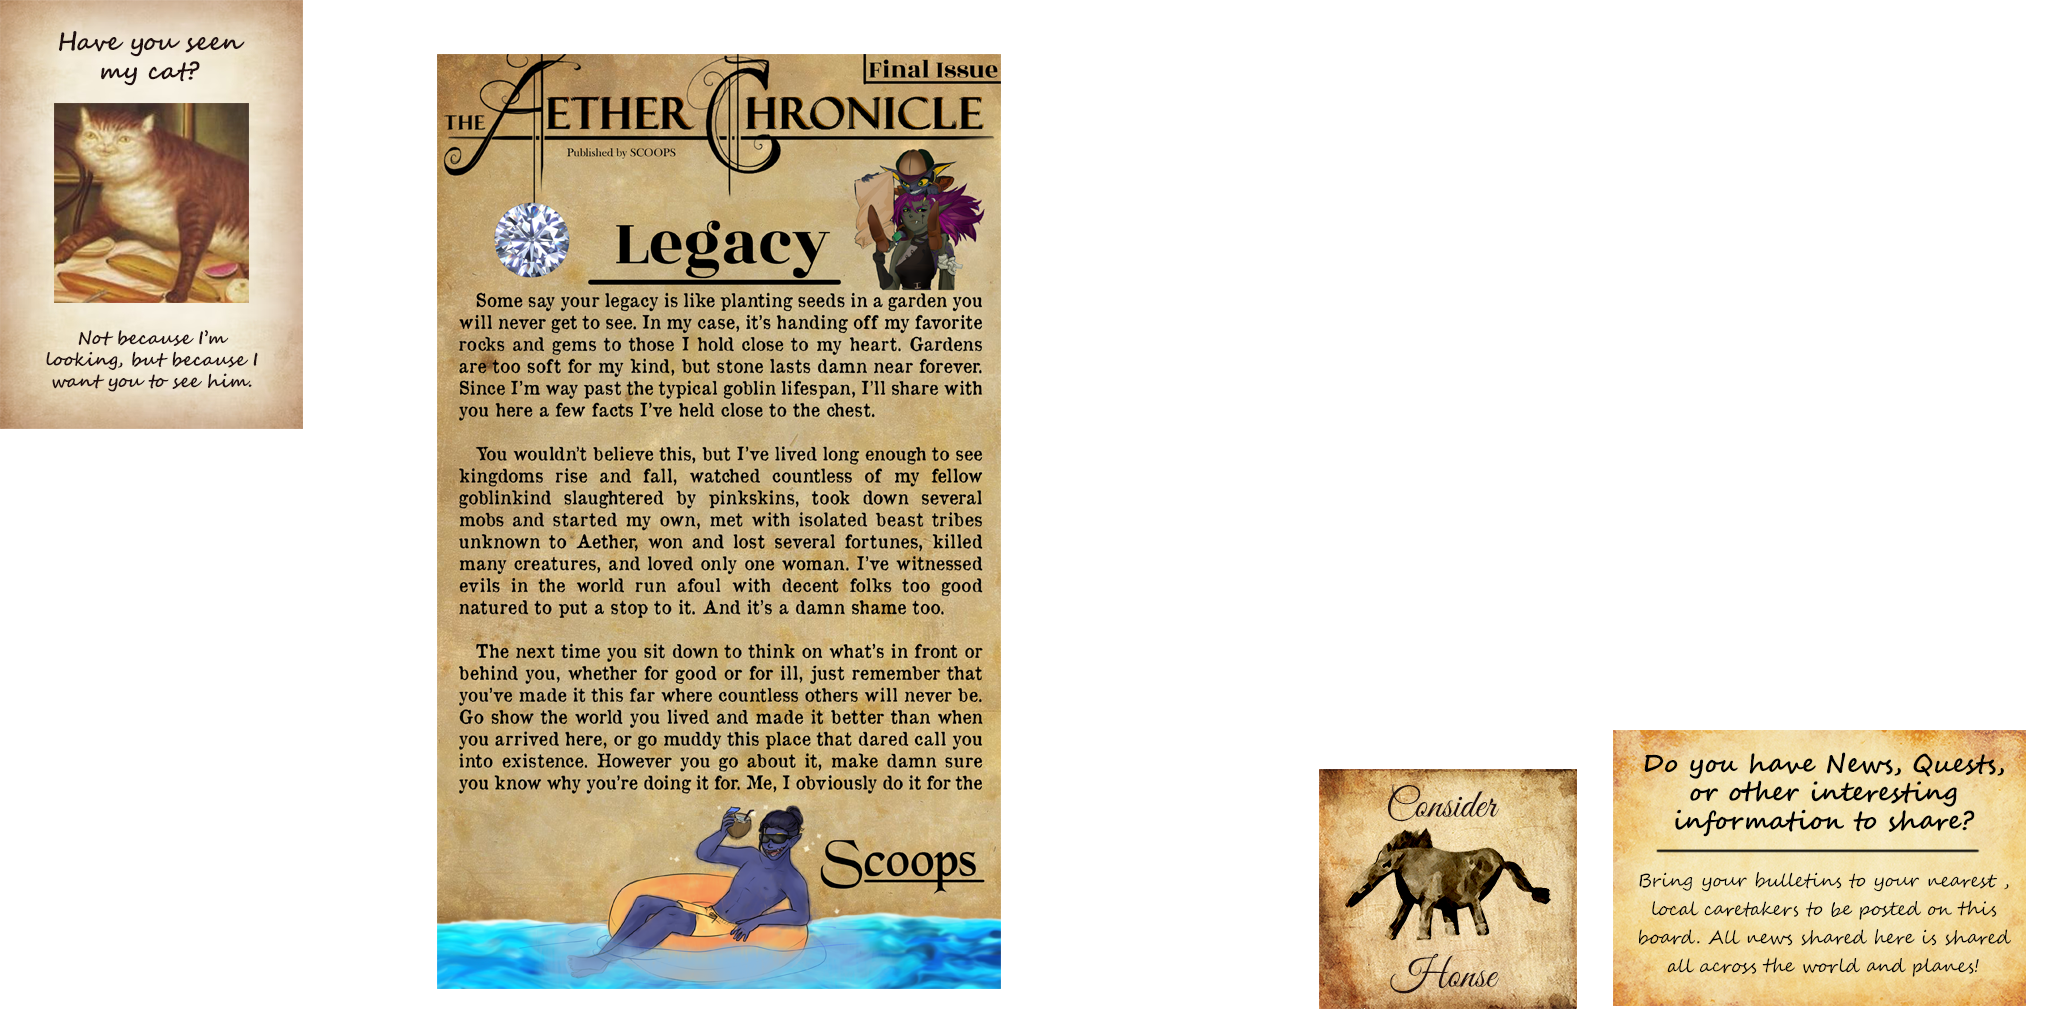 Have you seen
my cat?
Not because I'm
looking, but because I
want you to see him.
Final Issue
THE AETHER CHRONICLE
Published by SCOOPS
Legacy
Some say your legacy is like planting seeds in a garden you
will never get to see. In my case, it's handing off my favorite
rocks and gems to those I hold close to my heart. Gardens
are too soft for my kind, but stone lasts damn near forever.
Since I'm way past the typical goblin lifespan, I'll share with
you here a few facts I've held close to the chest.
You wouldn't believe this, but I've lived long enough to see
kingdoms rise and fall, watched countless of my fellow
goblinkind slaughtered by pinkskins, took down several
mobs and started my own, met with isolated beast tribes
unknown to Aether, won and lost several fortunes, killed
many creatures, and loved only one woman. I've witnessed
evils in the world run afoul with decent folks too good
natured to put a stop to it. And it's a damn shame too.
The next time you sit down to think on what's in front or
behind you, whether for good or for ill, just remember that
you've made it this far where countless others will never be.
Go show the world you lived and made it better than when
you arrived here, or go muddy this place that dared call you
into existence. However you go about it, make damn sure
you know why you're doing it for. Me, I obviously do it for the
Scoops
Consider
Honse
Do you have News, Quests,
or other interesting
information to share?
Bring your bulletins to your nearest ,
local caretakers to be posted on this
board. All news shared here is shared
all across the world and planes!